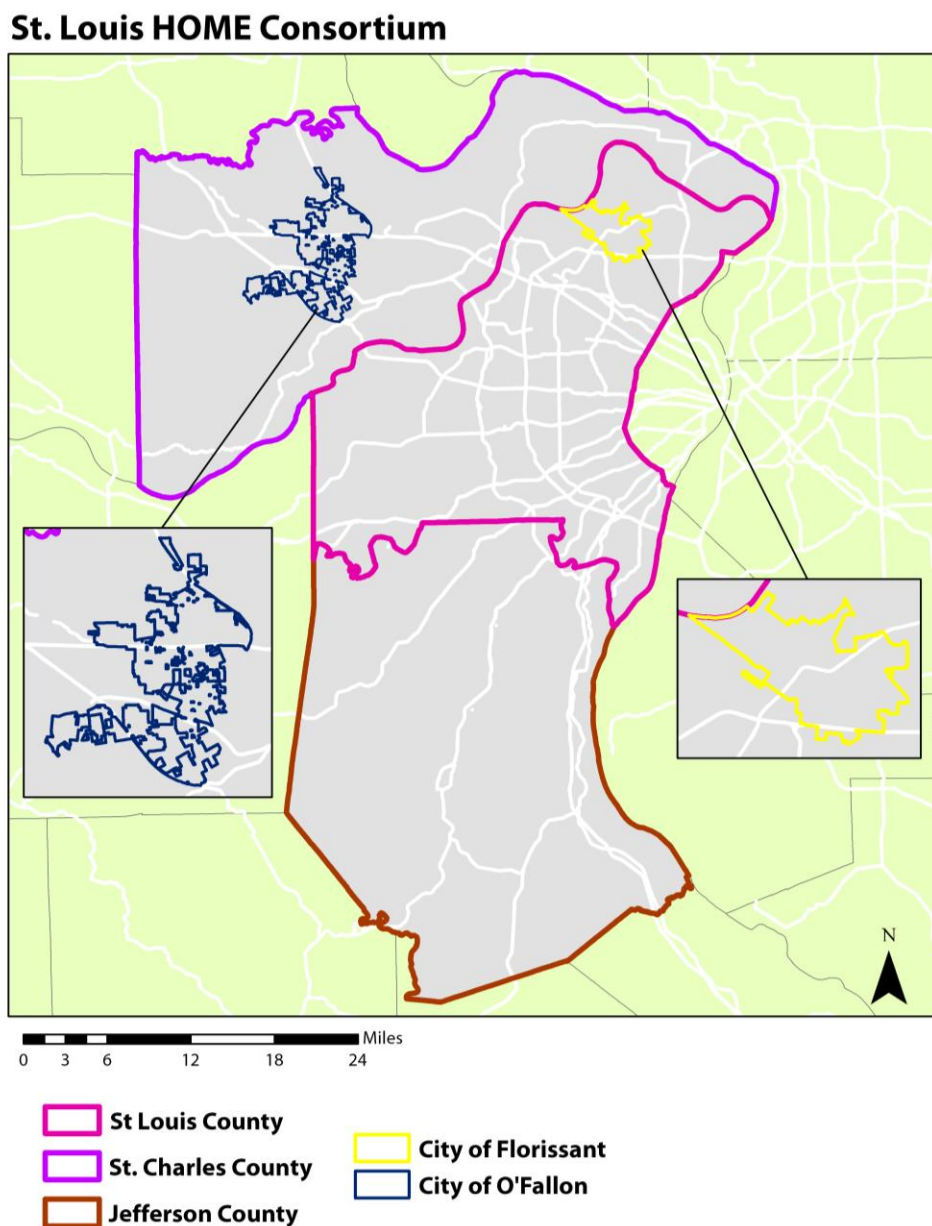 St. Louis HOME Consortium
N
Miles
0 3 6 12 18 24
St Louis County
St. Charles County
Jefferson County
City of Florissant
City of O'Fallon